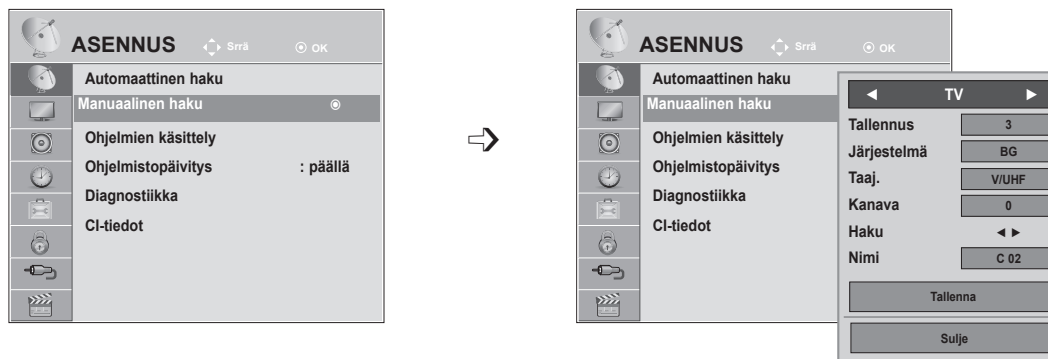 ASENNUS Srrä OK
Automaattinen haku
Manuaalinen haku
Ohjelmien käsittely
Ohjelmistopäivitys : päällä
Diagnostiikka
CI-tiedot
ASENNUS Srrä OK
Automaattinen haku
Manuaalinen haku
Ohjelmien käsittely
Ohjelmistopäivitys
Diagnostiikka
CI-tiedot
◄ TV ►
Tallennus 3
Järjestelmä BG
Taaj. V/UHF
Kanava 0
Haku ◄ ►
Nimi C 02
Tallenna
Sulje